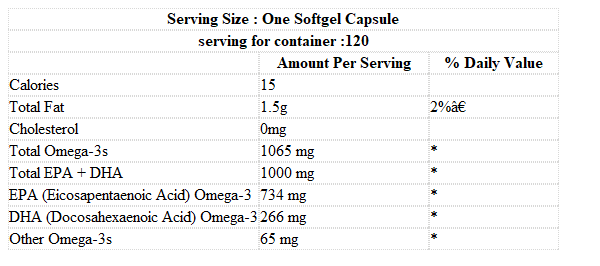 Serving Size : One Softgel Capsule
serving for container :120
Amount Per Serving % Daily Value
Calories 15
Total Fat 1.5g 2%â€
Cholesterol 0mg
Total Omega-3s 1065 mg *
Total EPA + DHA 1000 mg *
EPA (Eicosapentaenoic Acid) Omega-3 734 mg *
DHA (Docosahexaenoic Acid) Omega-3 266 mg *
Other Omega-3s 65 mg *